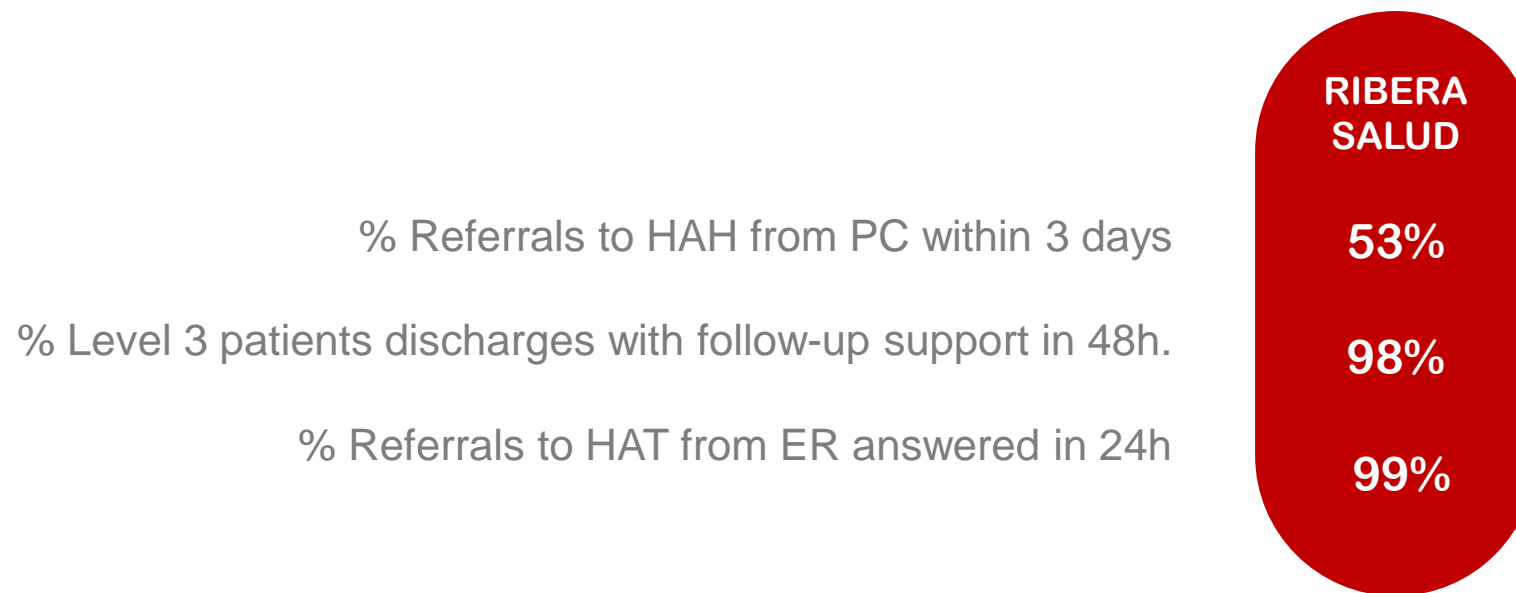 RIBERA
SALUD
% Referrals to HAH from PC within 3 days 53%
% Level 3 patients discharges with follow-up support in 48h. 98%
% Referrals to HAT from ER answered in 24h 99%